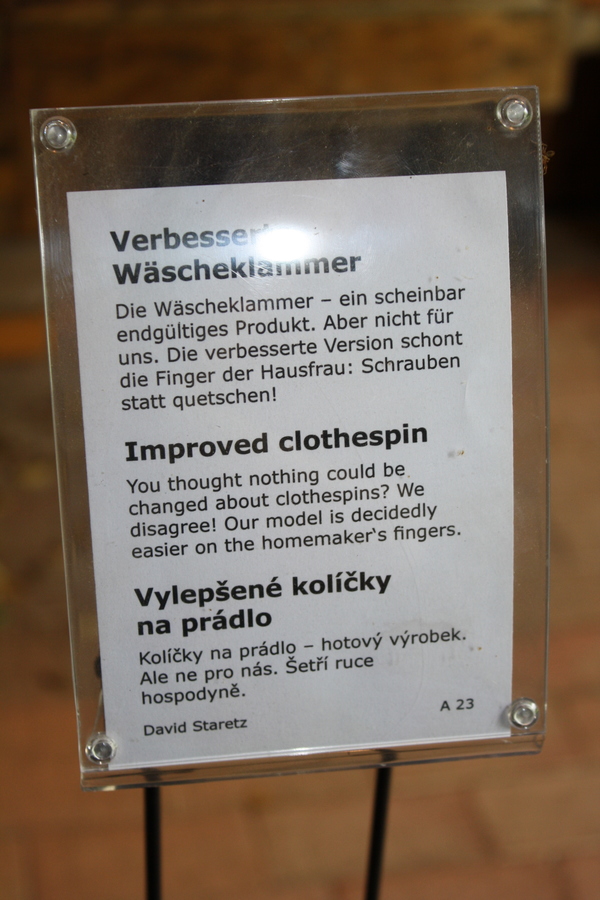 Verbesserte
Wäscheklammer
Die Wäscheklammer – ein scheinbar
endgültiges Produkt. Aber nicht für
uns. Die verbesserte Version schont
die Finger der Hausfrau: Schrauben
statt quetschen!
Improved clothespin
You thought nothing could be
changed about clothespins? We
disagree! Our model is decidedly
easier on the homemaker‘s fingers.
Vylepšené kolíčky
na prádlo
Kolíčky na prádlo – hotový výrobek.
Ale ne pro nás. Šetří ruce
hospodyně.
David Staretz
A 23